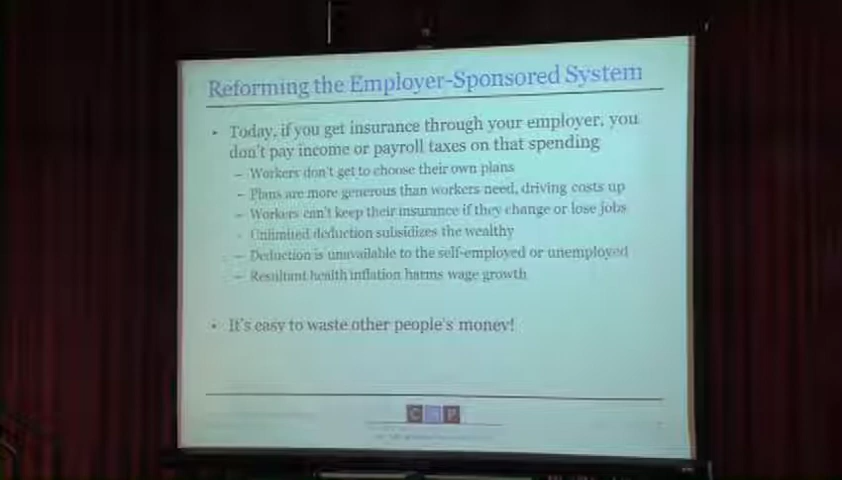 Reforming the Employer-Sponsored System
• Today, if you get insurance through your employer, you
don't pay income or payroll taxes on that spending
– Workers don't get to choose their own plans
– Plans are more generous than workers need, driving costs up
– Workers can't keep their insurance if they change or lose jobs
– Unlimited deduction subsidizes the wealthy
– Deduction is unavailable to the self-employed or unemployed
– Resultant health inflation harms wage growth
• It's easy to waste other people's money!